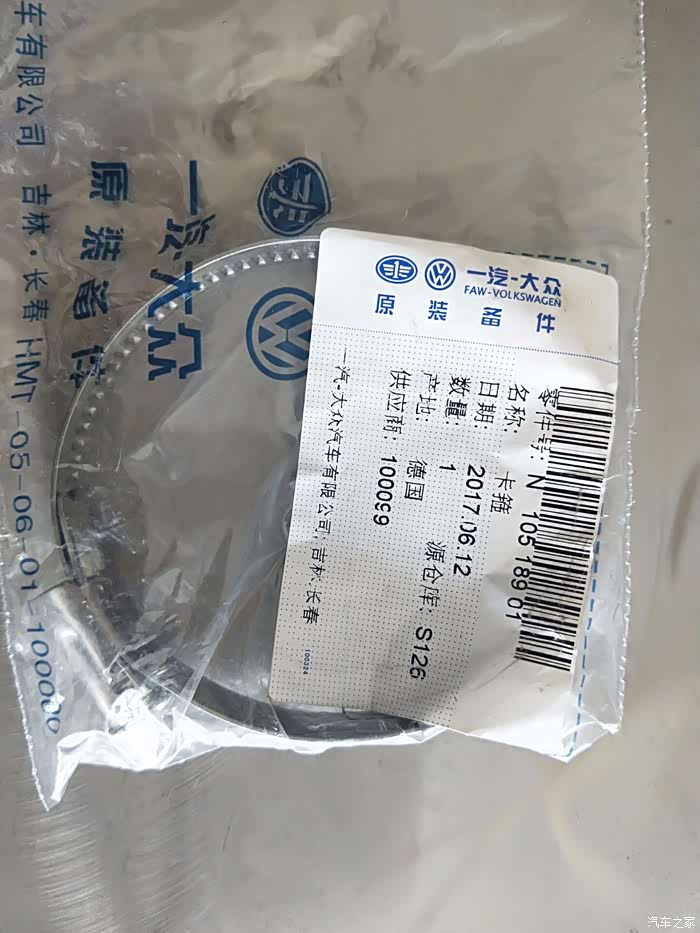 一汽-大众
FAW-VOLKSWAGEN
原装备件
零件号: N 105 189 01
名称: 卡箍
日期: 2017.06.12
数量: 1
源仓库: S126
产地: 德国
供应商: 100099
一汽-大众汽车有限公司, 吉林·长春
100324
一汽-大众
原装备件
车有限公司 吉林·长春 HMT-05-06-01-100000
汽车之家